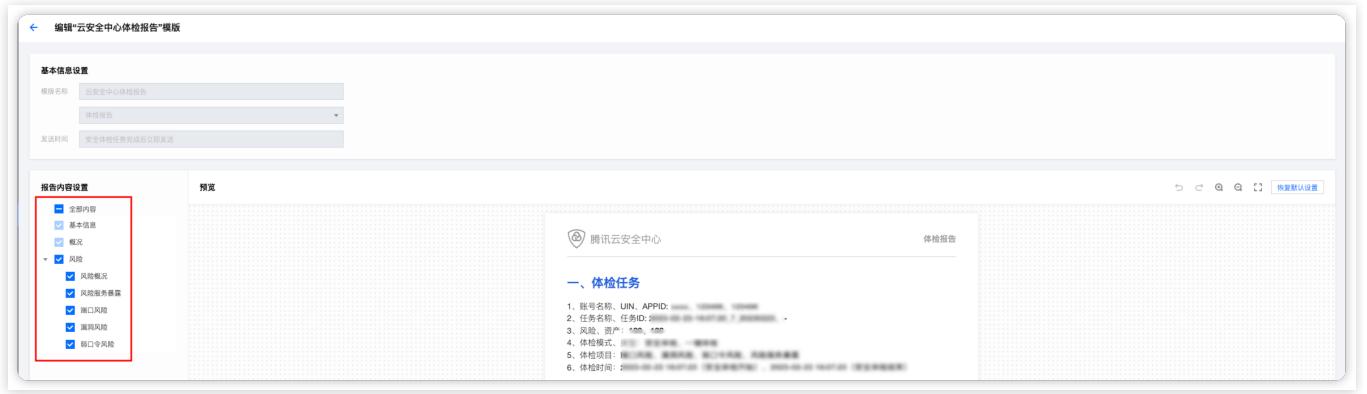 编辑“云安全中心体检报告”模版
基本信息设置
模版名称 云安全中心体检报告
体检报告
发送时间 安全体检任务完成后立即发送
报告内容设置
预览
恢复默认设置
全部内容
基本信息
概况
风险
风险概况
风险服务暴露
端口风险
漏洞风险
弱口令风险
腾讯云安全中心
体检报告
一、体检任务
1、账号名称、UIN、APPID:
2、任务名称、任务ID:
3、风险、资产:
4、体检模式、
5、体检项目:
6、体检时间: